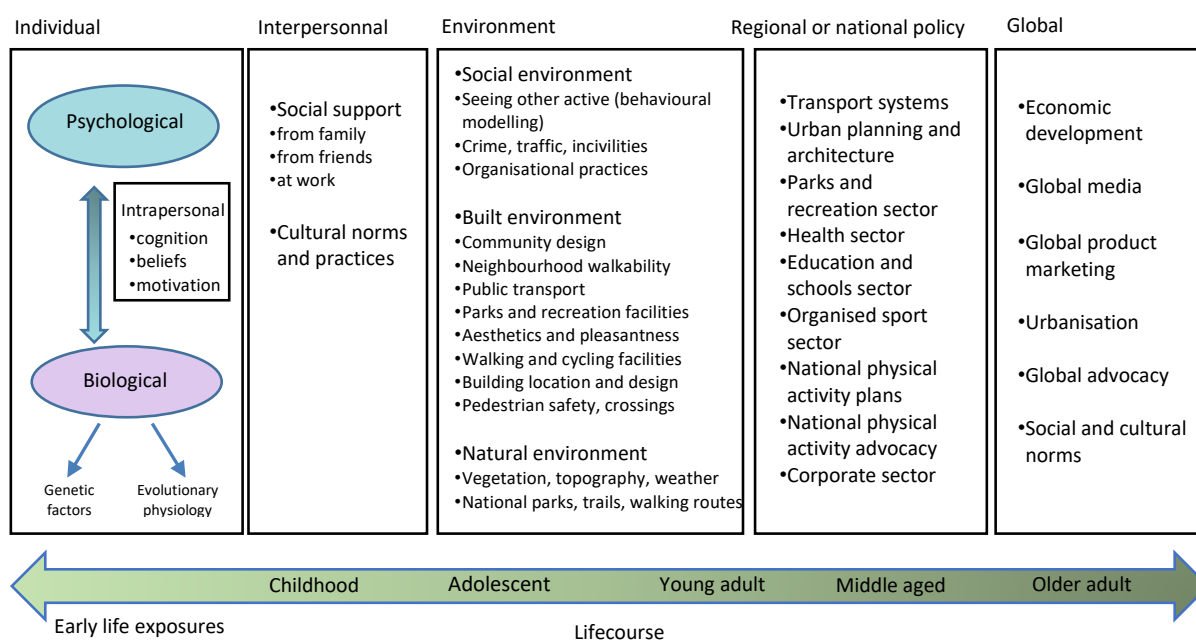 Individual
Interpersonnal
Environment
Regional or national policy
Global
Psychological
Intrapersonal
•cognition
•beliefs
•motivation
Biological
Genetic
factors
Evolutionary
physiology
•Social support
•from family
•from friends
•at work
•Cultural norms
and practices
•Social environment
•Seeing other active (behavioural
modelling)
•Crime, traffic, incivilities
•Organisational practices
•Built environment
•Community design
•Neighbourhood walkability
•Public transport
•Parks and recreation facilities
•Aesthetics and pleasantness
•Walking and cycling facilities
•Building location and design
•Pedestrian safety, crossings
•Natural environment
•Vegetation, topography, weather
•National parks, trails, walking routes
•Transport systems
•Urban planning and
architecture
•Parks and
recreation sector
•Health sector
•Education and
schools sector
•Organised sport
sector
•National physical
activity plans
•National physical
activity advocacy
•Corporate sector
•Economic
development
•Global media
•Global product
marketing
•Urbanisation
•Global advocacy
•Social and cultural
norms
Childhood
Adolescent
Young adult
Middle aged
Older adult
Early life exposures
Lifecourse